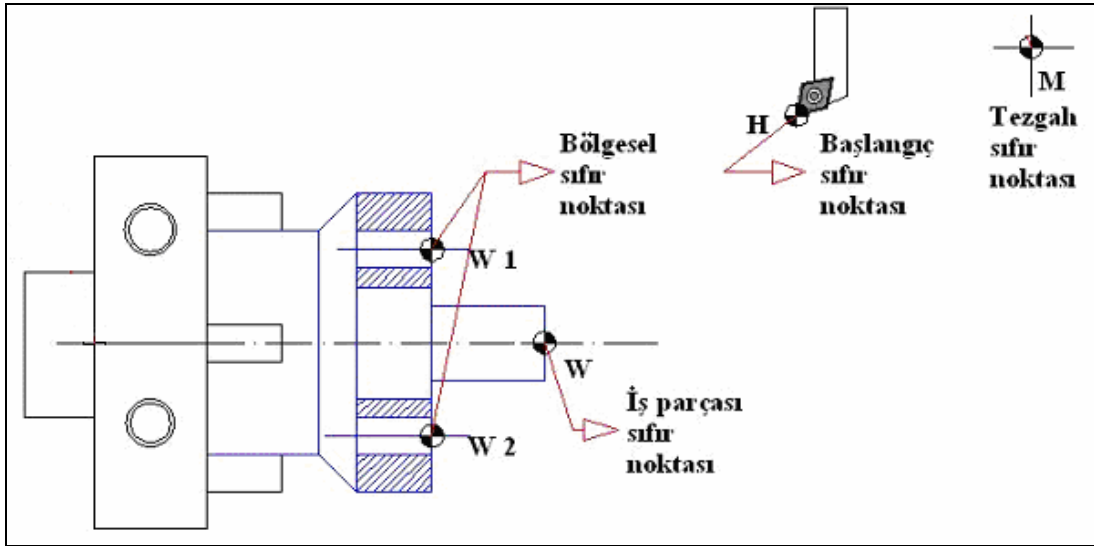 Bölgesel
sıfır
noktası
H
Başlangıç
sıfır
noktası
M
Tezgah
sıfır
noktası
W 1
W
W 2
İş parçası
sıfır
noktası